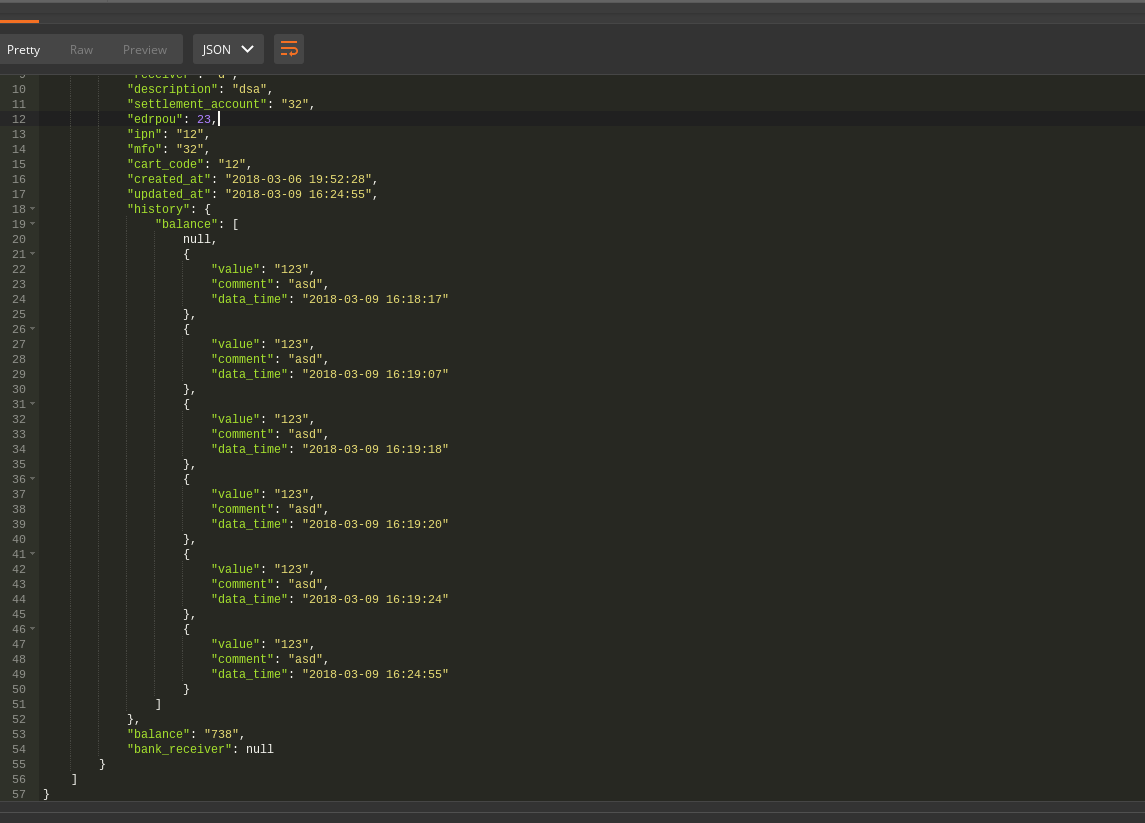 Pretty Raw Preview JSON
9 "receiver": "d",
10 "description": "dsa",
11 "settlement_account": "32",
12 "edrpou": 23,
13 "ipn": "12",
14 "mfo": "32",
15 "cart_code": "12",
16 "created_at": "2018-03-06 19:52:28",
17 "updated_at": "2018-03-09 16:24:55",
18 "history": {
19 "balance": [
20 null,
21 {
22 "value": "123",
23 "comment": "asd",
24 "data_time": "2018-03-09 16:18:17"
25 },
26 {
27 "value": "123",
28 "comment": "asd",
29 "data_time": "2018-03-09 16:19:07"
30 },
31 {
32 "value": "123",
33 "comment": "asd",
34 "data_time": "2018-03-09 16:19:18"
35 },
36 {
37 "value": "123",
38 "comment": "asd",
39 "data_time": "2018-03-09 16:19:20"
40 },
41 {
42 "value": "123",
43 "comment": "asd",
44 "data_time": "2018-03-09 16:19:24"
45 },
46 {
47 "value": "123",
48 "comment": "asd",
49 "data_time": "2018-03-09 16:24:55"
50 }
51 ]
52 },
53 "balance": "738",
54 "bank_receiver": null
55 }
56 ]
57 }